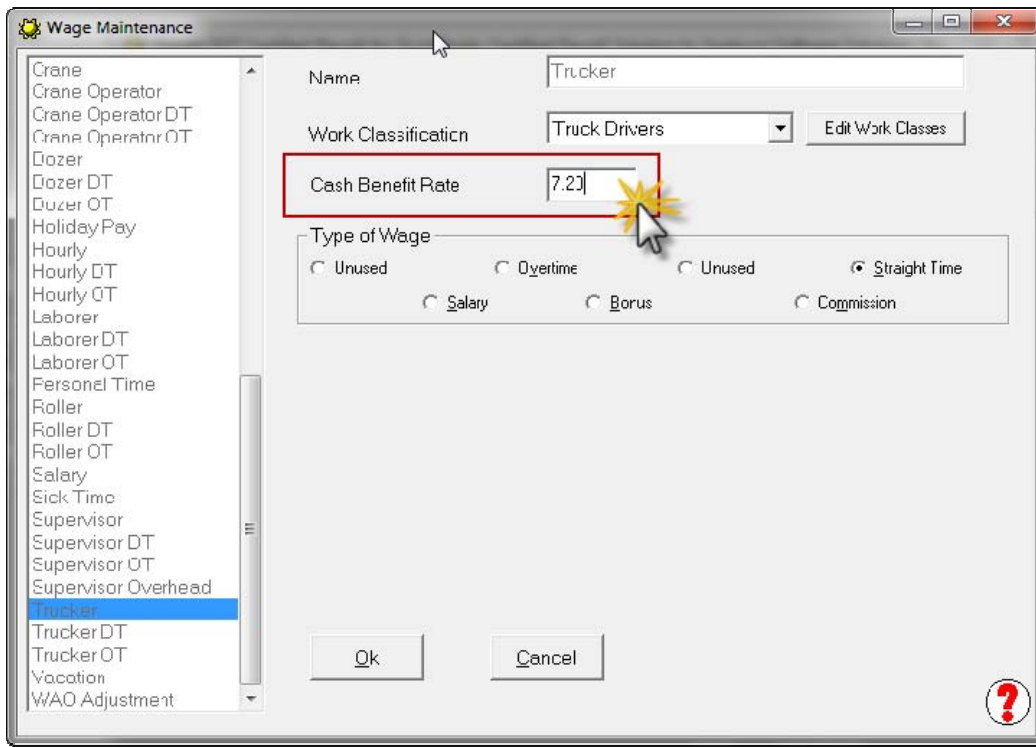 Wage Maintenance
Crane
Crane Operator
Crane Operator DT
Crane Operator OT
Dozer
Dozer DT
Dozer OT
Holiday Pay
Hourly
Hourly DT
Hourly OT
Laborer
Laborer DT
Laborer OT
Personal Time
Roller
Roller DT
Roller OT
Salary
Sick Time
Supervisor
Supervisor DT
Supervisor OT
Supervisor Overhead
Trucker
Trucker DT
Trucker OT
Vacation
WAO Adjustment
Name Trucker
Work Classification Truck Drivers Edit Work Classes
Cash Benefit Rate 7.20
Type of Wage
Unused Overtime Unused Straight Time
Salary Bonus Commission
Ok Cancel
?